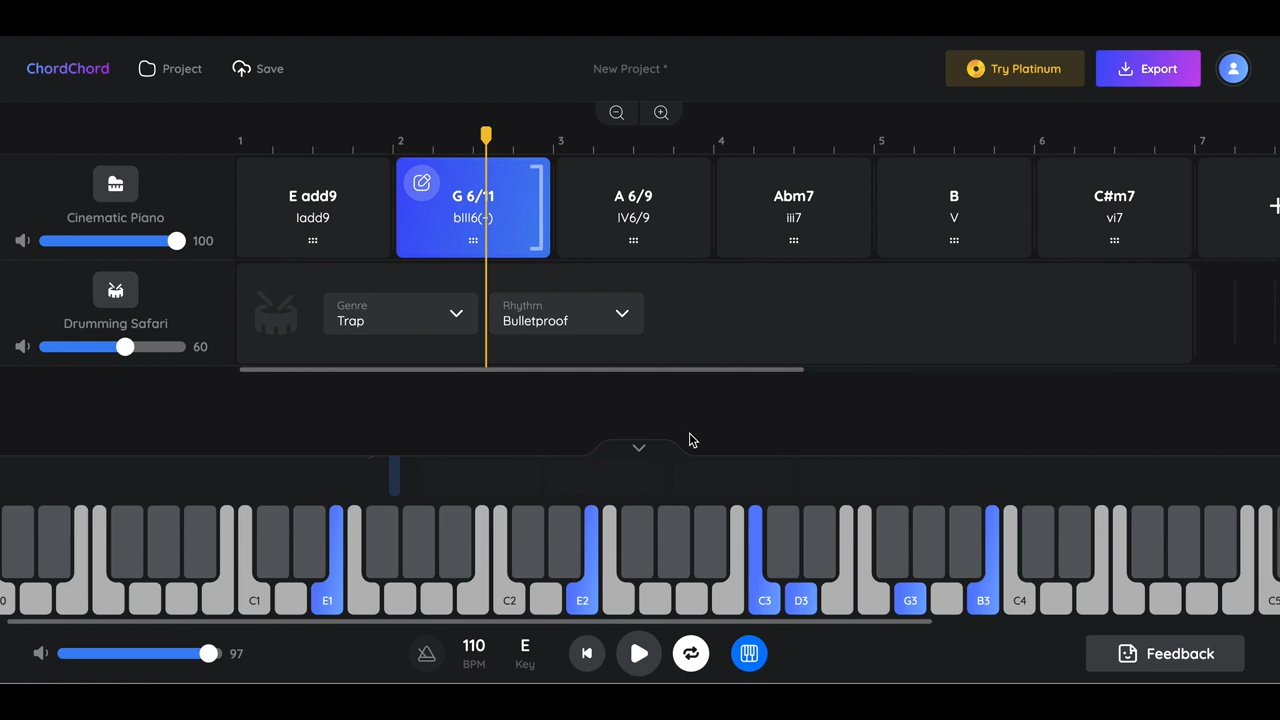 ChordChord
Project
Save
New Project *
Try Platinum
Export
1 2 3 4 5 6 7
Cinematic Piano
100
E add9
Iadd9
G 6/11
A 6/9
IV6/9
Abm7
iii7
B
V
C#m7
vi7
Drumming Safari
60
Genre
Trap
Rhythm
Bulletproof
C1 E1 C2 E2 C3 D3 G3 B3 C4
97
110
BPM
E
Key
Feedback